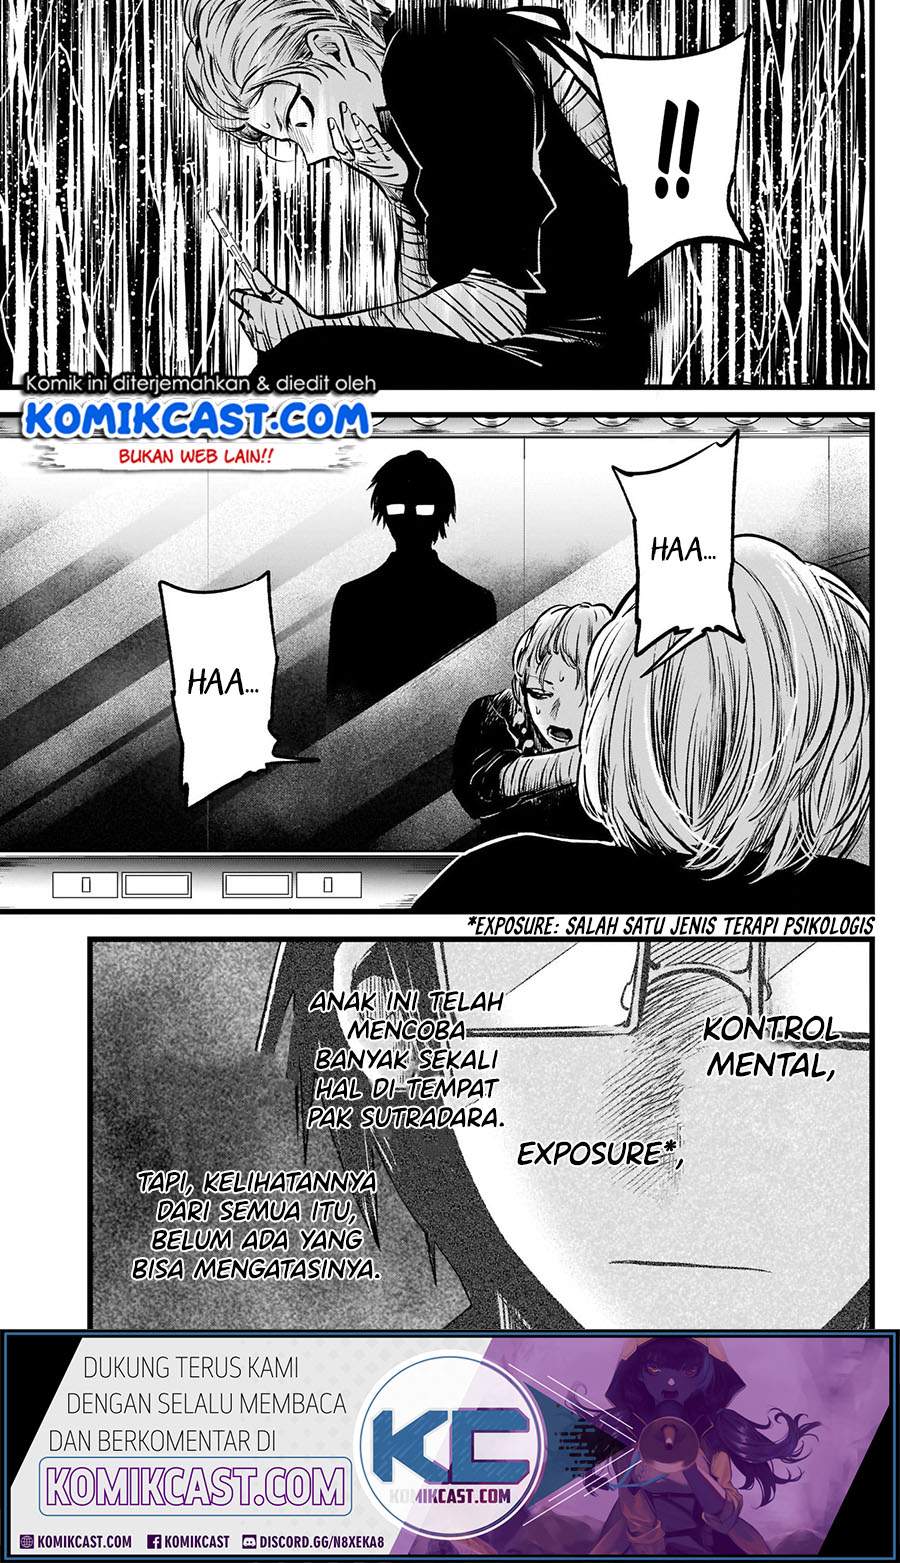 !!
Komik ini diterjemahkan & diedit oleh
KOMIKCAST.COM
BUKAN WEB LAIN!!
HAA...
HAA...
*EXPOSURE: SALAH SATU JENIS TERAPI PSIKOLOGIS
KONTROL
MENTAL,
EXPOSURE*,
ANAK INI TELAH
MENCOBA
BANYAK SEKALI
HAL DI TEMPAT
PAK SUTRADARA.
TAPI, KELIHATANNYA
DARI SEMUA ITU,
BELUM ADA YANG
BISA MENGATASINYA.
DUKUNG TERUS KAMI
DENGAN SELALU MEMBACA
DAN BERKOMENTAR DI
KOMIKCAST.COM
KC
KOMIKCAST.COM
KOMIKCAST.COM
KOMIKCAST.COM
DISCORD.GG/N8XEKA8